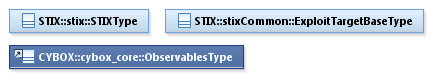 STIX::stix::STIXType STIX::stixCommon::ExploitTargetBaseType
CYBOX::cybox_core::ObservablesType